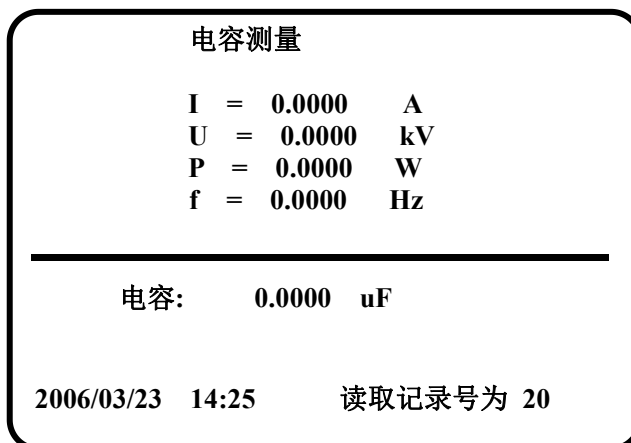 电容测量
I = 0.0000 A
U = 0.0000 kV
P = 0.0000 W
f = 0.0000 Hz
电容: 0.0000 uF
2006/03/23 14:25 读取记录号为 20